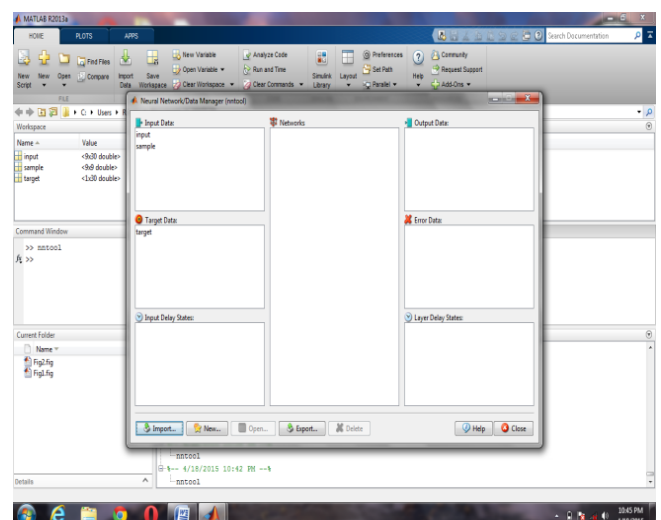 MATLAB R2013a
HOME PLOTS APPS Search Documentation
New Script New Open Find Files Compare Import Data Save Workspace New Variable Open Variable Clear Workspace Analyze Code Run and Time Clear Commands Simulink Library Layout Preferences Set Path Parallel Help Community Request Support Add-Ons
FILE
C: Users
Neural Network/Data Manager (nntool)
Workspace
Name Value
input <9x30 double>
sample <9x9 double>
target <1x30 double>
Command Window
>> nntool
fx >>
Current Folder
Name
Fig2.fig
Fig1.fig
Details
Input Data:
input
sample
Target Data:
target
Input Delay States:
Networks
Output Data:
Error Data:
Layer Delay States:
Import... New... Open... Export... Delete Help Close
nntool
%-- 4/18/2015 10:42 PM --%
nntool
10:45 PM